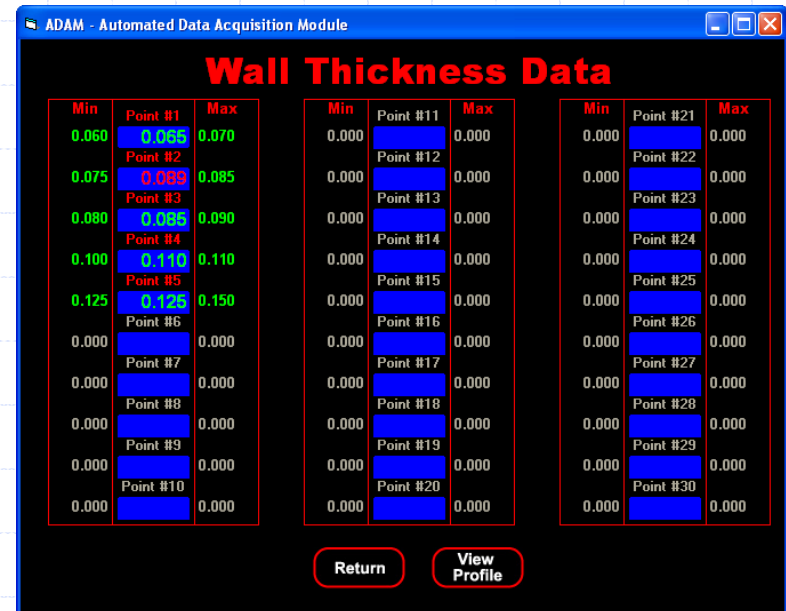 ADAM - Automated Data Acquisition Module
Wall Thickness Data
Min Point #1 Max
0.060 0.065 0.070
Point #2
0.075 0.089 0.085
Point #3
0.080 0.085 0.090
Point #4
0.100 0.110 0.110
Point #5
0.125 0.125 0.150
Point #6
0.000 0.000
Point #7
0.000 0.000
Point #8
0.000 0.000
Point #9
0.000 0.000
Point #10
0.000 0.000
Min Point #11 Max
0.000 0.000
Point #12
0.000 0.000
Point #13
0.000 0.000
Point #14
0.000 0.000
Point #15
0.000 0.000
Point #16
0.000 0.000
Point #17
0.000 0.000
Point #18
0.000 0.000
Point #19
0.000 0.000
Point #20
0.000 0.000
Min Point #21 Max
0.000 0.000
Point #22
0.000 0.000
Point #23
0.000 0.000
Point #24
0.000 0.000
Point #25
0.000 0.000
Point #26
0.000 0.000
Point #27
0.000 0.000
Point #28
0.000 0.000
Point #29
0.000 0.000
Point #30
0.000 0.000
Return
View
Profile